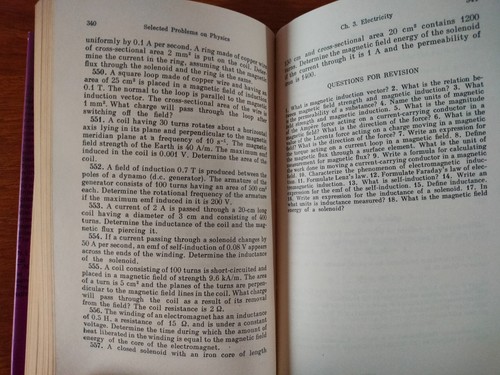 340
Selected Problems on Physics
uniformly by 0.1 A per second. A ring made of copper wire
of cross-sectional area 2 mm² is put on the coil. Deter-
mine the current in the ring, assuming that the magnetic
flux through the solenoid and the ring is the same.
550. A square loop made of copper wire and having an
area of 25 cm² is placed in a magnetic field of induction
0.1 T. The normal to the loop is parallel to the magnetic
induction vector. The cross-sectional area of the wire is
1 mm². What charge will pass through the loop after
switching off the field?
551. A coil having 30 turns rotates about a horizontal
axis lying in its plane and perpendicular to the magnetic
meridian plane at a frequency of 10 s⁻¹. The magnetic
field strength of the Earth is 40 A/m. The maximum emf
induced in the coil is 0.001 V. Determine the area of the
coil.
552. A field of induction 0.7 T is produced between the
poles of a dynamo (d.c. generator). The armature of the
generator consists of 100 turns having an area of 500 cm²
each. Determine the rotational frequency of the armature
if the maximum emf induced in it is 200 V.
553. A current of 2 A is passed through a 20-cm long
coil having a diameter of 3 cm and consisting of 400
turns. Determine the inductance of the coil and the mag-
netic flux piercing it.
554. If a current passing through a solenoid changes by
50 A per second, an emf of self-induction of 0.08 V appears
across the ends of the winding. Determine the inductance
of the solenoid.
555. A coil consisting of 100 turns is short-circuited and
placed in a magnetic field of strength 9.6 kA/m. The area
of a turn is 5 cm² and the planes of the turns are perpen-
dicular to the magnetic field lines in the coil. What charge
will pass through the coil as a result of its removal
from the field? The coil resistance is 2 Ω.
556. The winding of an electromagnet has an inductance
of 0.5 H, a resistance of 15 Ω, and is under a constant
voltage. Determine the time during which the amount of
heat liberated in the winding is equal to the magnetic field
energy of the core of the electromagnet.
557. A closed solenoid with an iron core of length
Ch. 3. Electricity
cm and cross-sectional area 20 cm² contains 1200
Determine the magnetic field energy of the solenoid
the current through it is 1 A and the permeability of
is 1400.
QUESTIONS FOR REVISION
What is magnetic induction vector? 2. What is the relation be-
magnetic field strength and magnetic induction? 3. What
the permeability of a substance? 4. Name the units of magnetic
and magnetic induction. 5. What is the magnitude
the force acting on a current-carrying conductor in a
field? What is the direction of the force? 6. What is the
force acting on a charge moving in a magnetic
What is the direction of the force? 7. Write an expression for
of a current loop in a magnetic field. 8. Define
magnetic flux through a surface element. What is the unit of
for magnetic flux? 9. Write a formula for calculating
work done in moving a current-carrying conductor in a magnetic
10. Characterise the phenomenon of electromagnetic induction.
11. Formulate Lenz's law. 12. Formulate Faraday's law of elec-
tromagnetic induction. 13. What is self-induction? 14. Write an
expression for the emf of self-induction. 15. Define inductance.
16. Write an expression for the inductance of a solenoid. 17. In
what units is inductance measured? 18. What is the magnetic field
energy of a solenoid?